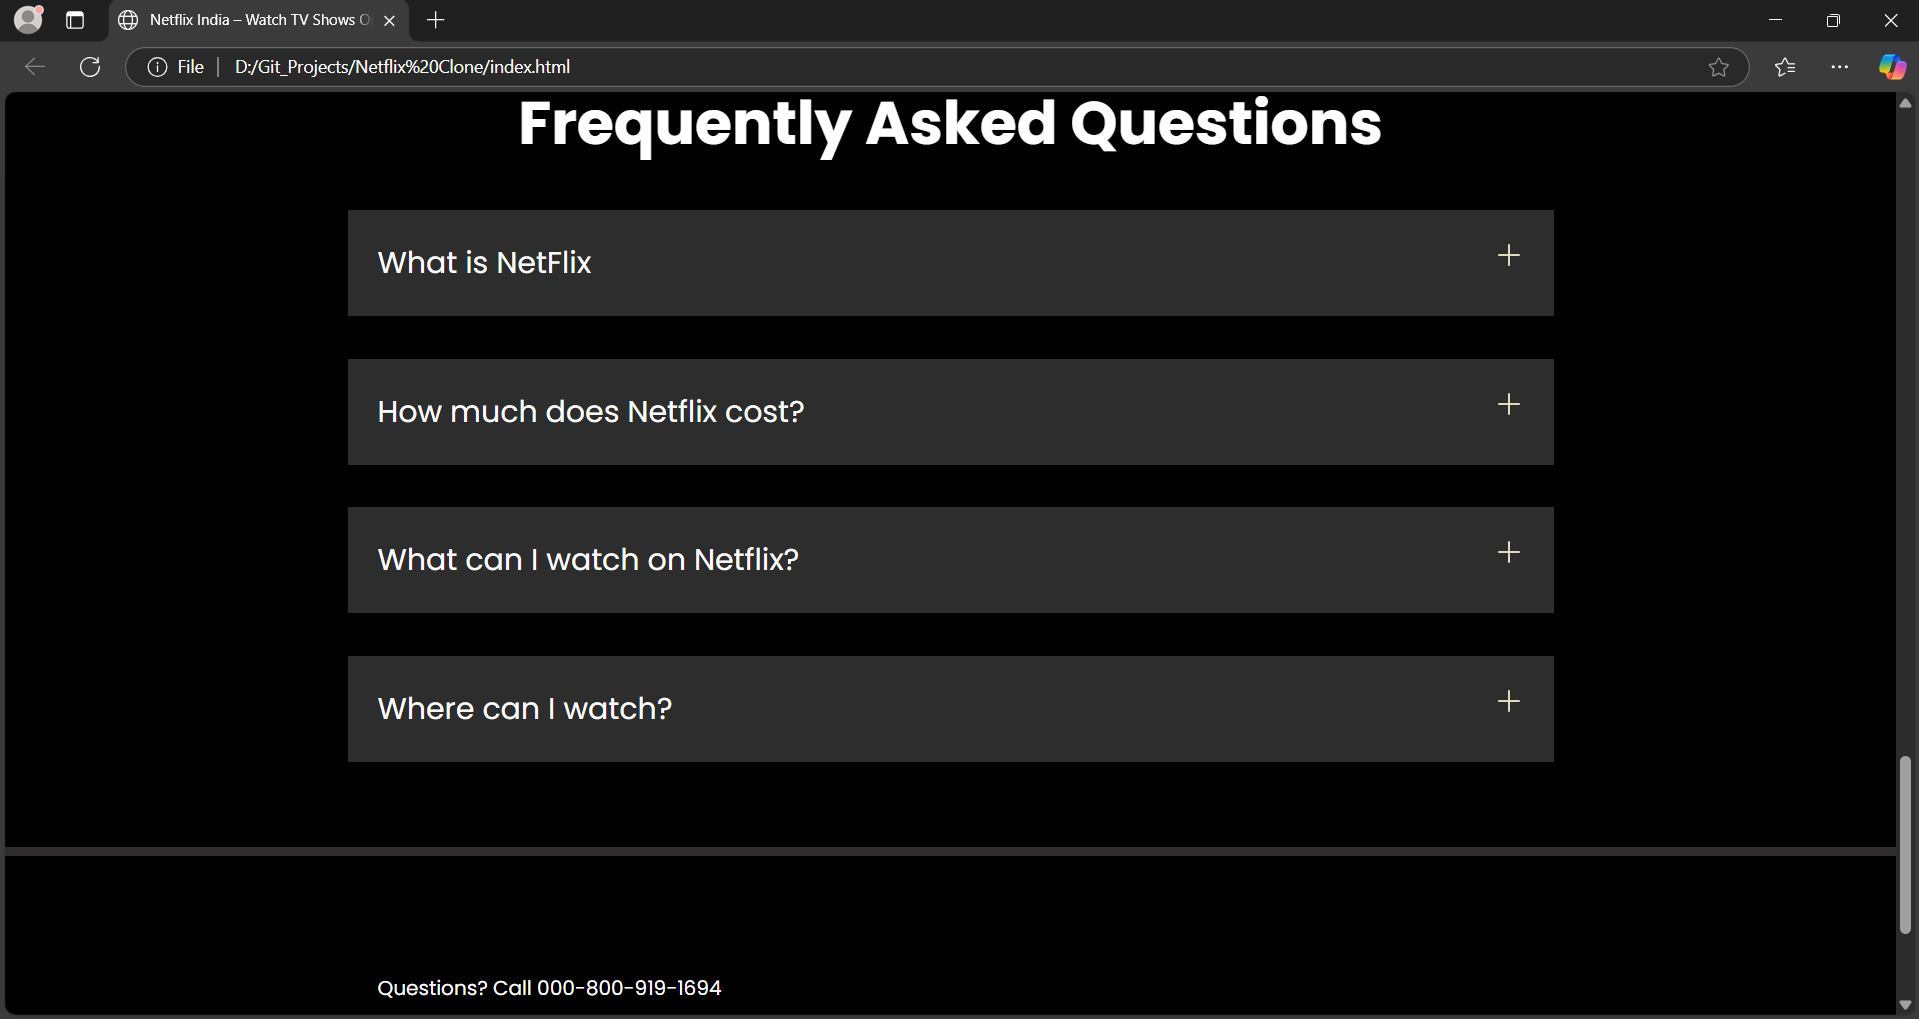 Netflix India – Watch TV Shows O
File
D:/Git_Projects/Netflix%20Clone/index.html
Frequently Asked Questions
What is NetFlix
How much does Netflix cost?
What can I watch on Netflix?
Where can I watch?
Questions? Call 000-800-919-1694